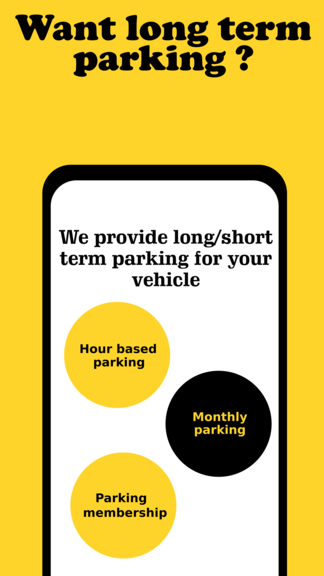 Want long term
parking ?
We provide long/short
term parking for your
vehicle
Hour based
parking
Monthly
parking
Parking
membership